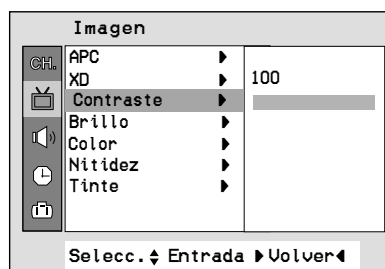 Imagen
CH.
APC ▶
XD ▶
100
Contraste ▶
Brillo ▶
Color ▶
Nitidez ▶
Tinte ▶
Selecc.▲▼ Entrada ▶ Volver◀